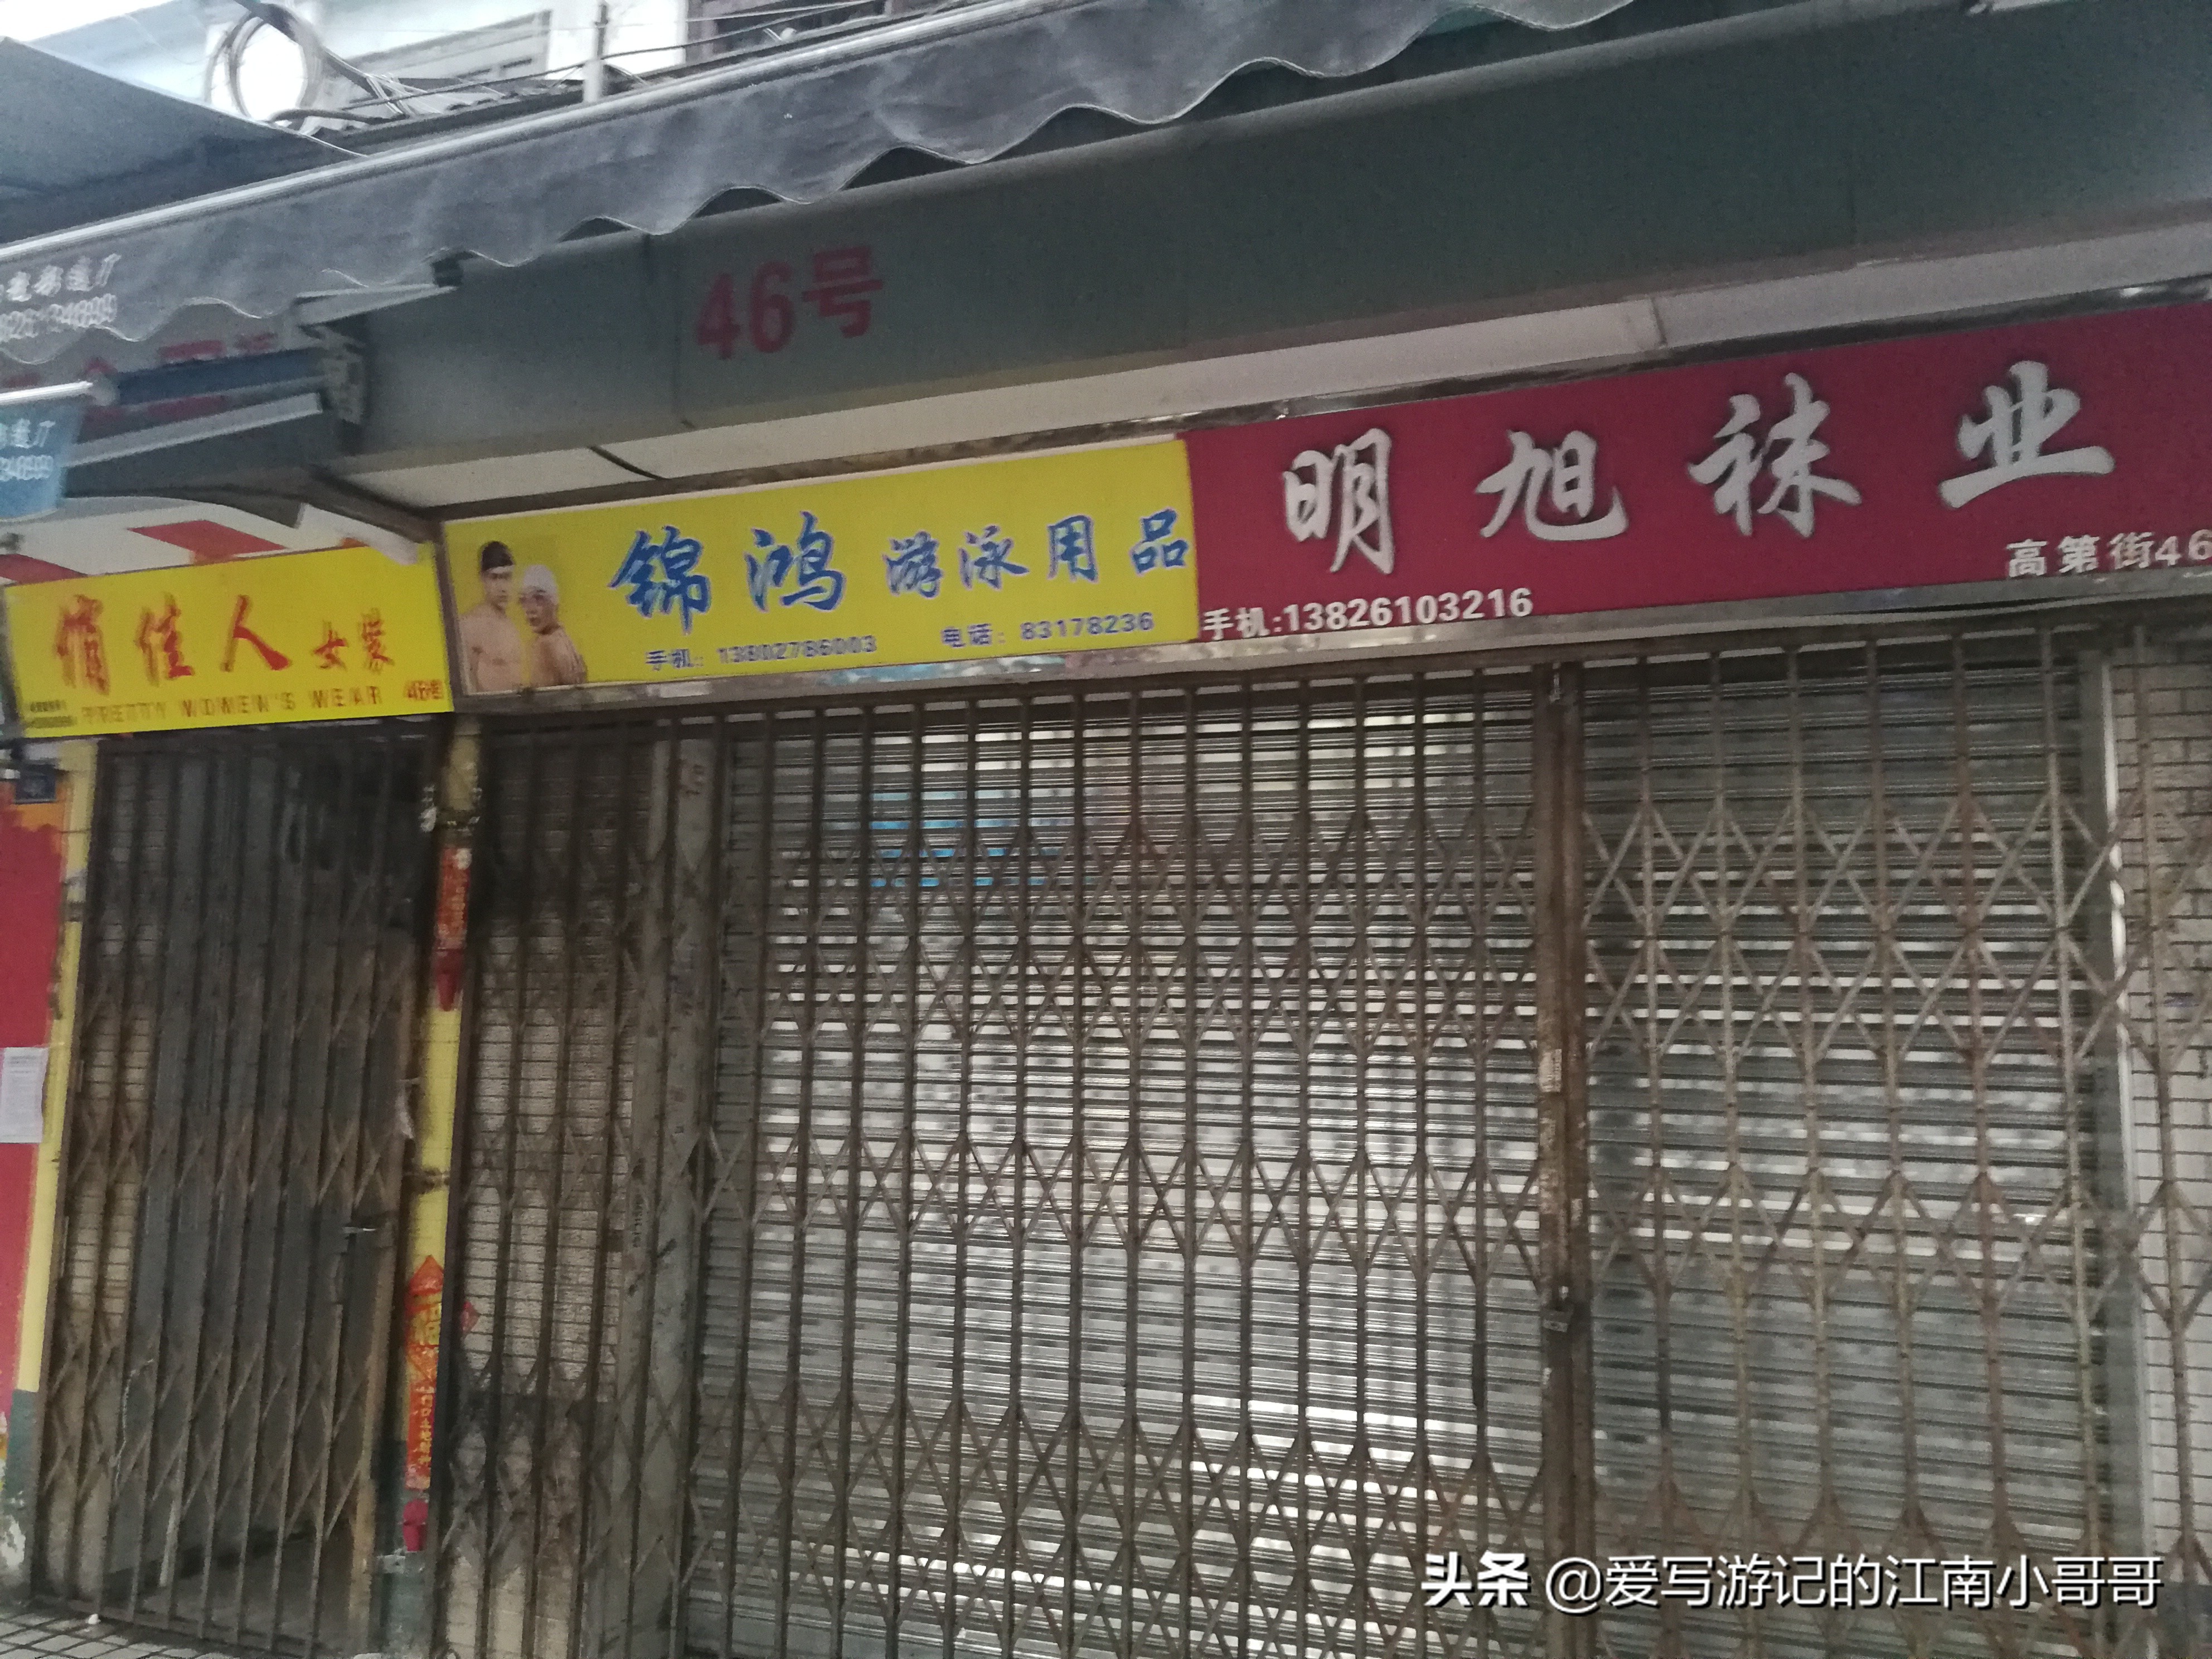 46号
俏佳人女装
PRETTY WOMEN'S WEAR
锦鸿 游泳用品
手机：13802786003 电话：83178236
明旭袜业
高第街46
手机:13826103216
头条 @爱写游记的江南小哥哥